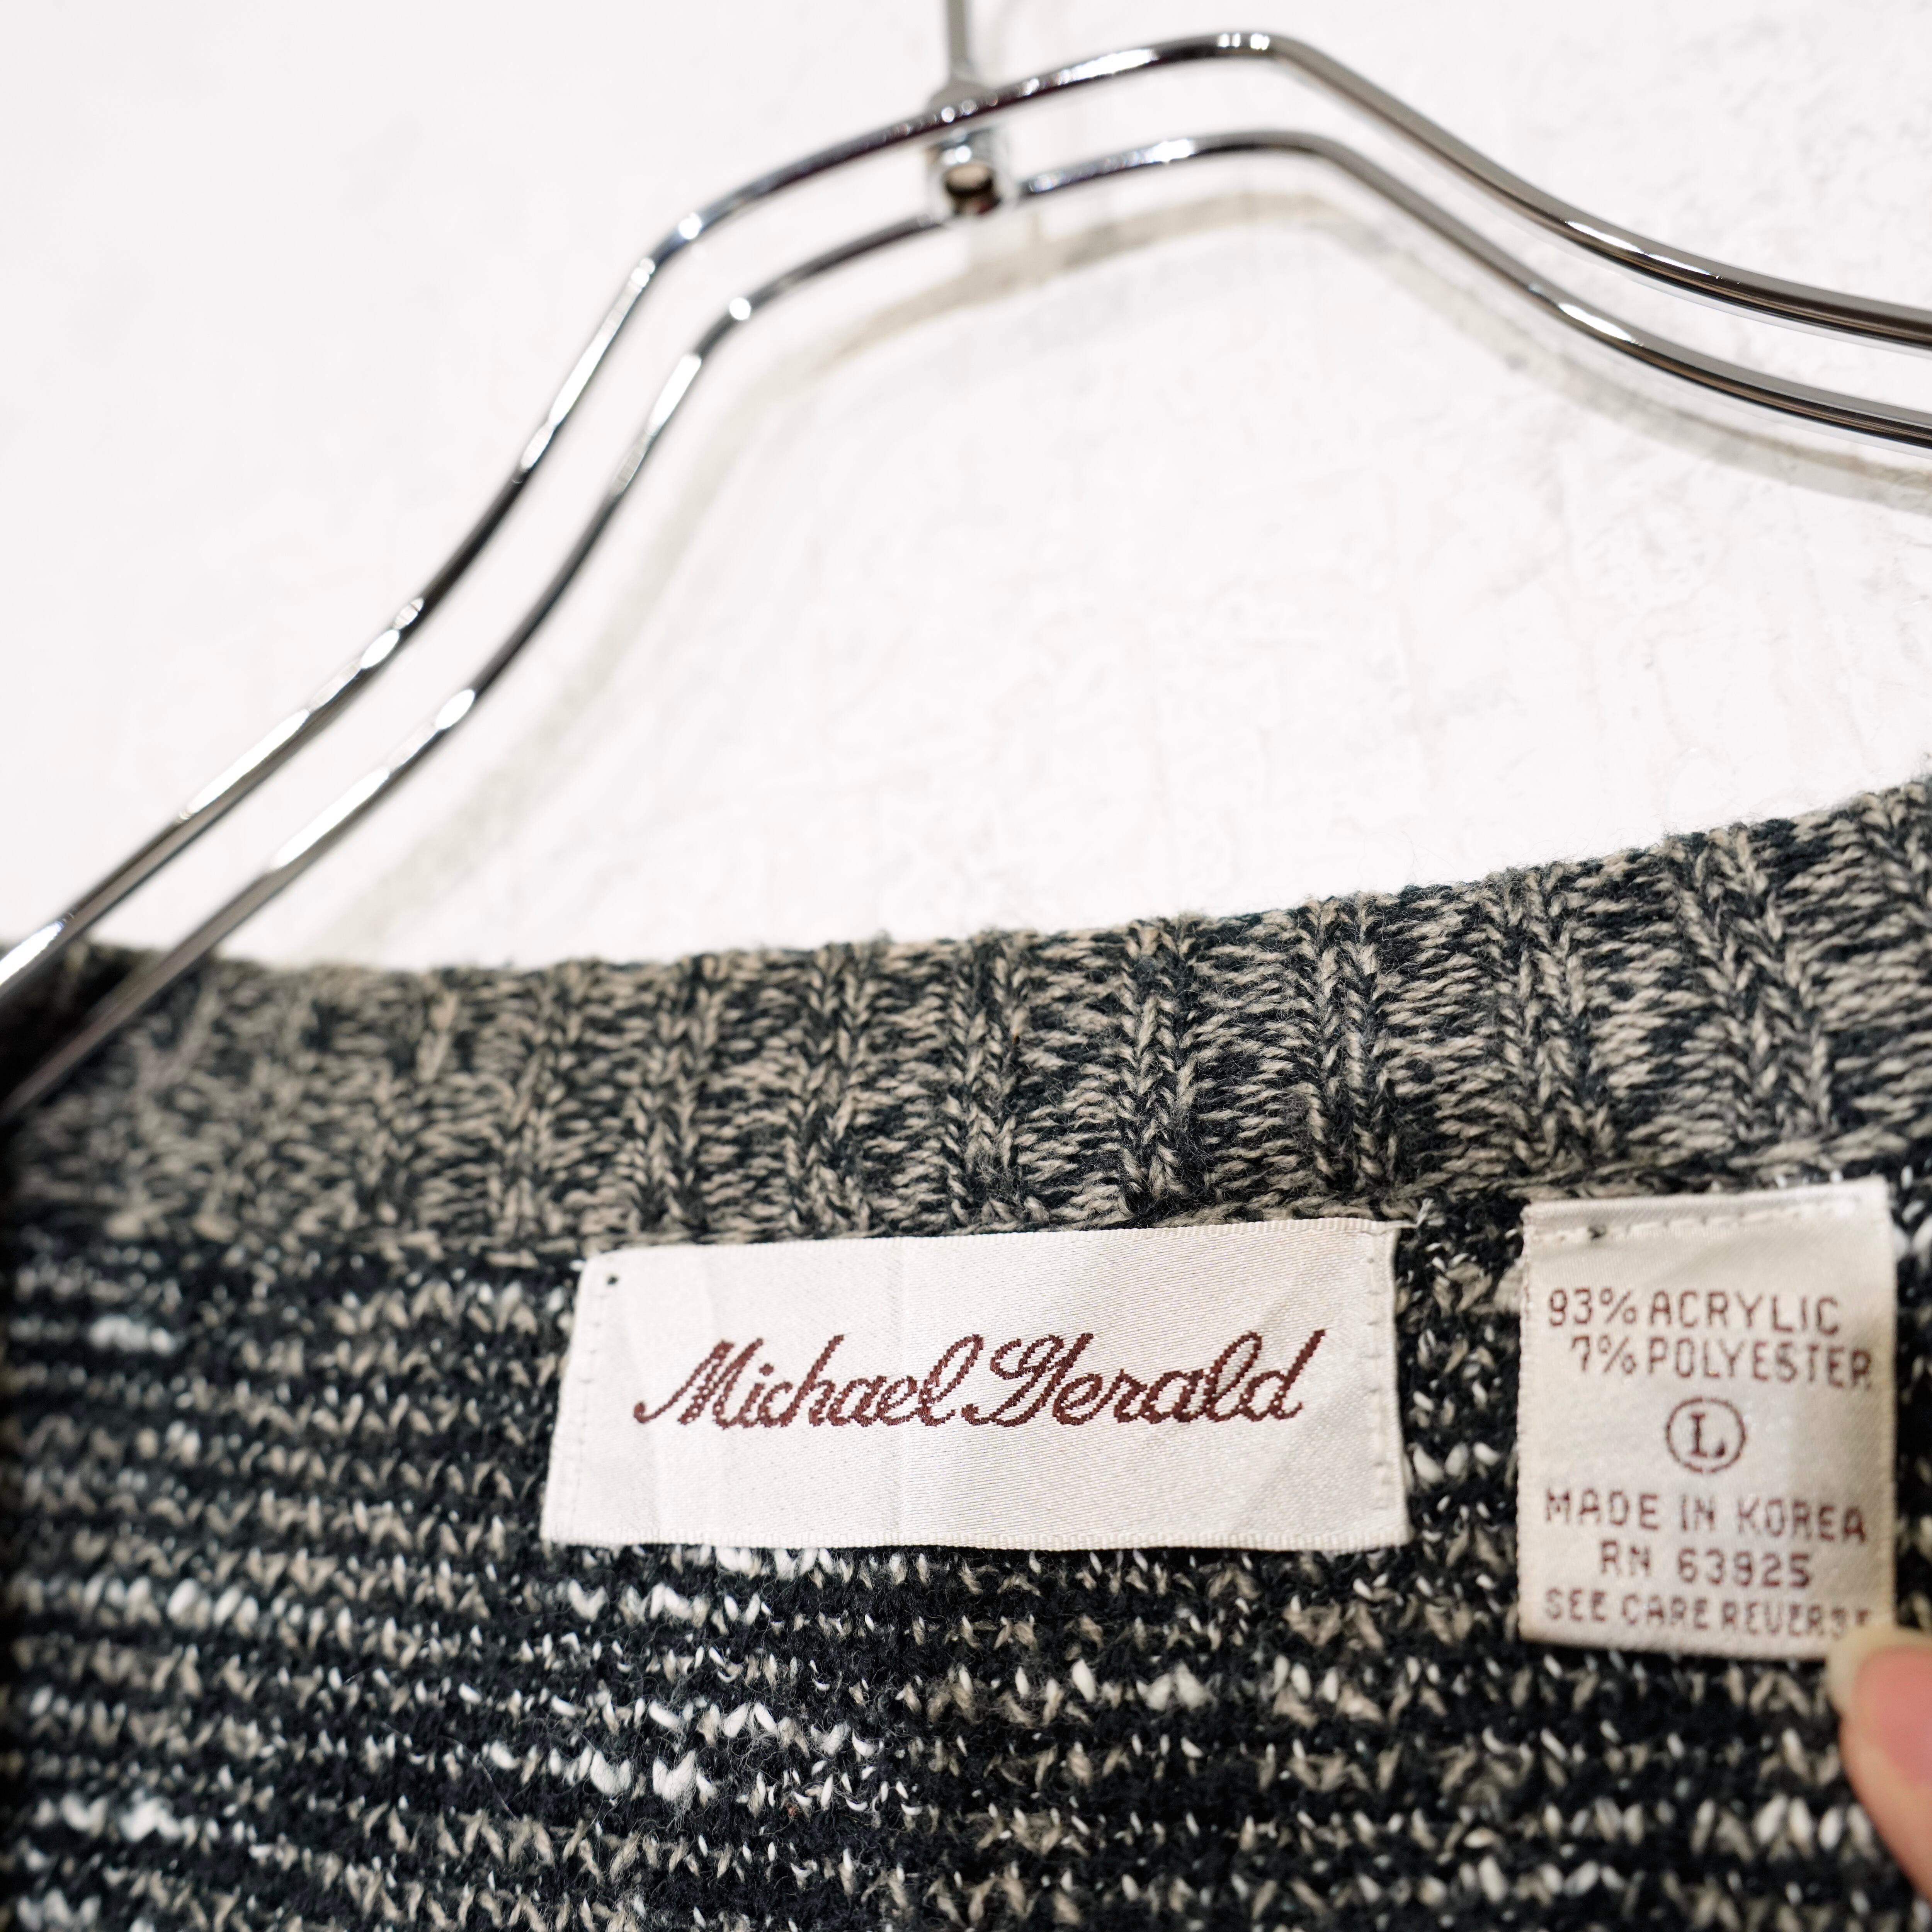 Michael Gerald
93% ACRYLIC
7% POLYESTER
L
MADE IN KOREA
RN 63925
SEE CARE REVERSE